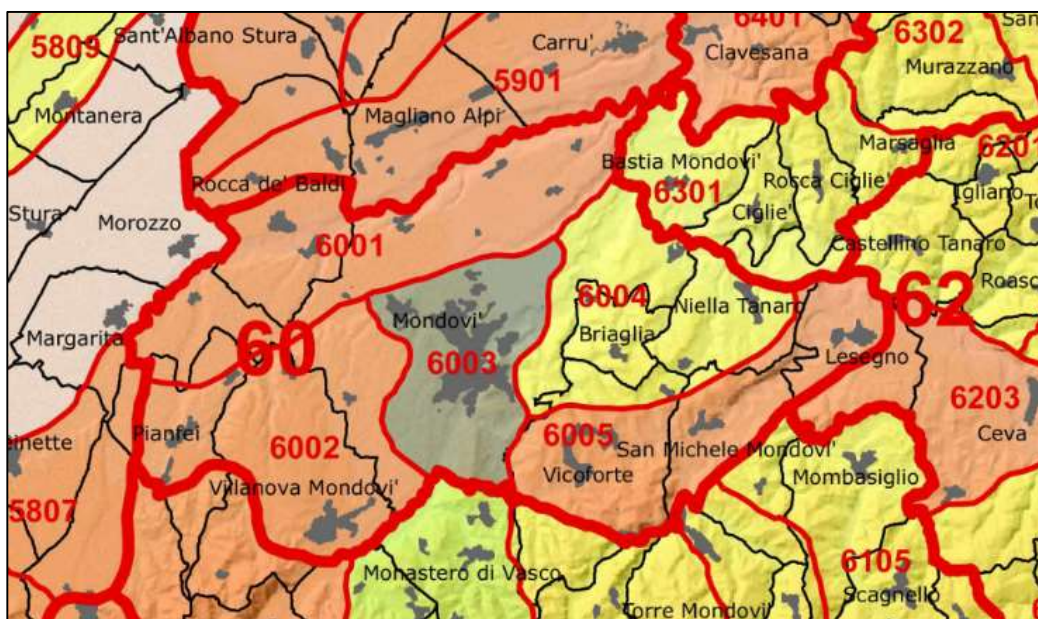 6401
5809
Sant'Albano Stura
Carru'
Clavesana
6302
Murazzano
5901
Montanera
Magliano Alpi
Marsaglia
6201
Rocca de' Baldi
Bastia Mondovi'
Rocca Ciglie'
6301
Igliano
Stura
Morozzo
Ciglie'
6001
Castellino Tanaro
Roasc
6004
Niella Tanaro
62
Margarita
60
Mondovi'
Briaglia
6003
Lesegno
6203
Pianfei
6005
Ceva
einette
6002
San Michele Mondovi'
Vicoforte
Mombasiglio
Villanova Mondovi'
5807
6105
Monastero di Vasco
Scagnello
Torre Mondovi'